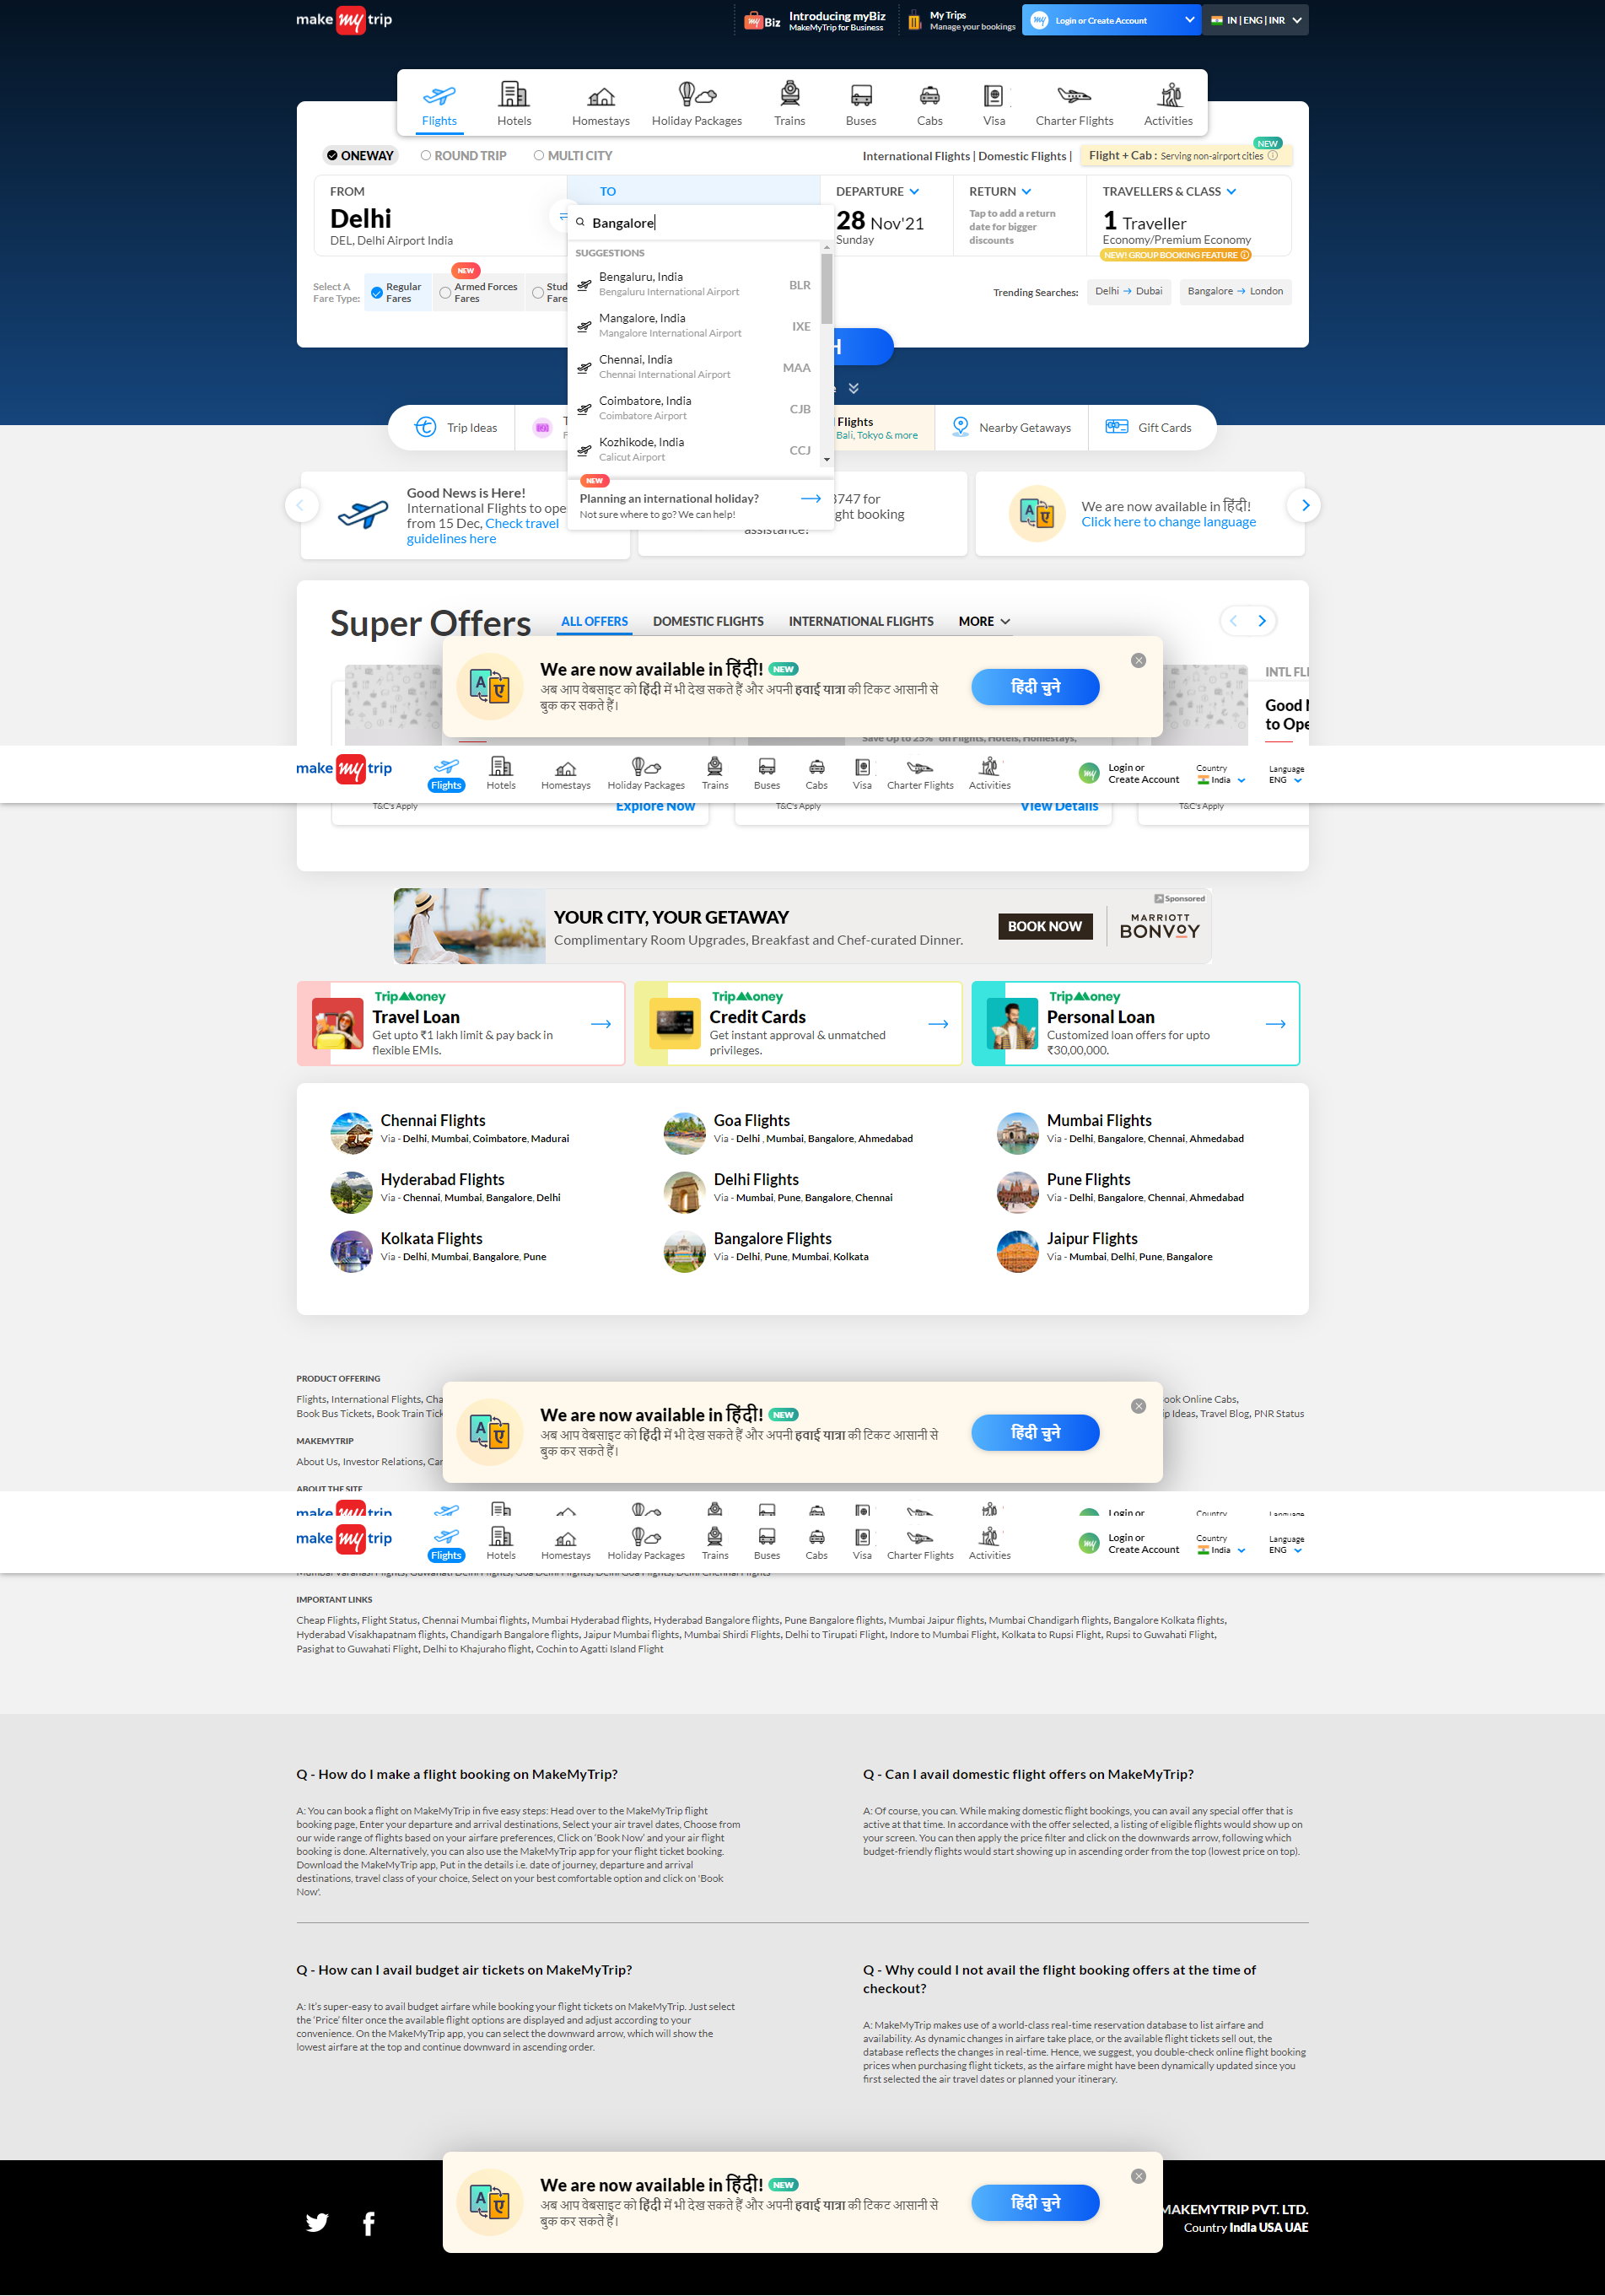 make my trip
my Biz
Introducing myBiz
MakeMyTrip for Business
My Trips
Manage your bookings
my Login or Create Account
IN | ENG | INR
Flights
Hotels
Homestays
Holiday Packages
Trains
Buses
Cabs
Visa
Charter Flights
Activities
ONEWAY
ROUND TRIP
MULTI CITY
International Flights | Domestic Flights |
NEW
Flight + Cab : Serving non-airport cities
FROM
Delhi
DEL, Delhi Airport India
TO
Bangalore
DEPARTURE
28 Nov'21
Sunday
RETURN
Tap to add a return
date for bigger
discounts
TRAVELLERS & CLASS
1 Traveller
Economy/Premium Economy
NEW! GROUP BOOKING FEATURE
SUGGESTIONS
Bengaluru, India
Bengaluru International Airport
BLR
Mangalore, India
Mangalore International Airport
IXE
Chennai, India
Chennai International Airport
MAA
Coimbatore, India
Coimbatore Airport
CJB
Kozhikode, India
Calicut Airport
CCJ
NEW
Planning an international holiday?
Not sure where to go? We can help!
Select A
Fare Type:
Regular
Fares
NEW
Armed Forces
Fares
Stud
Fare
Trending Searches:
Delhi → Dubai
Bangalore → London
H
Trip Ideas
Flights
Bali, Tokyo & more
Nearby Getaways
Gift Cards
Good News is Here!
International Flights to ope
from 15 Dec, Check travel
guidelines here
3747 for
ght booking
assistance!
We are now available in हिंदी!
Click here to change language
Super Offers
ALL OFFERS
DOMESTIC FLIGHTS
INTERNATIONAL FLIGHTS
MORE
INTL FLI
Good N
to Ope
We are now available in हिंदी! NEW
अब आप वेबसाइट को हिंदी में भी देख सकते हैं और अपनी हवाई यात्रा की टिकट आसानी से
बुक कर सकते हैं।
हिंदी चुने
Save Up to 25% on Flights, Hotels, Homestays,
make my trip
Flights
Hotels
Homestays
Holiday Packages
Trains
Buses
Cabs
Visa
Charter Flights
Activities
my Login or
Create Account
Country
India
Language
ENG
T&C's Apply
Explore Now
T&C's Apply
View Details
T&C's Apply
Sponsored
YOUR CITY, YOUR GETAWAY
Complimentary Room Upgrades, Breakfast and Chef-curated Dinner.
BOOK NOW
MARRIOTT
BONVOY
TripMoney
Travel Loan
Get upto ₹1 lakh limit & pay back in
flexible EMIs.
TripMoney
Credit Cards
Get instant approval & unmatched
privileges.
TripMoney
Personal Loan
Customized loan offers for upto
₹30,00,000.
Chennai Flights
Via - Delhi, Mumbai, Coimbatore, Madurai
Goa Flights
Via - Delhi , Mumbai, Bangalore, Ahmedabad
Mumbai Flights
Via - Delhi, Bangalore, Chennai, Ahmedabad
Hyderabad Flights
Via - Chennai, Mumbai, Bangalore, Delhi
Delhi Flights
Via - Mumbai, Pune, Bangalore, Chennai
Pune Flights
Via - Delhi, Bangalore, Chennai, Ahmedabad
Kolkata Flights
Via - Delhi, Mumbai, Bangalore, Pune
Bangalore Flights
Via - Delhi, Pune, Mumbai, Kolkata
Jaipur Flights
Via - Mumbai, Delhi, Pune, Bangalore
PRODUCT OFFERING
Flights, International Flights, Cha
ook Online Cabs,
Book Bus Tickets, Book Train Tick
p Ideas, Travel Blog, PNR Status
MAKEMYTRIP
About Us, Investor Relations, Car
We are now available in हिंदी! NEW
अब आप वेबसाइट को हिंदी में भी देख सकते हैं और अपनी हवाई यात्रा की टिकट आसानी से
बुक कर सकते हैं।
हिंदी चुने
ABOUT THE SITE
make my trip
Login or
Country
Language
make my trip
Flights
Hotels
Homestays
Holiday Packages
Trains
Buses
Cabs
Visa
Charter Flights
Activities
my Login or
Create Account
Country
India
Language
ENG
Mumbai Varanasi Flights, Guwahati Delhi Flights, Goa Delhi Flights, Delhi Goa Flights, Delhi Chennai Flights
IMPORTANT LINKS
Cheap Flights, Flight Status, Chennai Mumbai flights, Mumbai Hyderabad flights, Hyderabad Bangalore flights, Pune Bangalore flights, Mumbai Jaipur flights, Mumbai Chandigarh flights, Bangalore Kolkata flights,
Hyderabad Visakhapatnam flights, Chandigarh Bangalore flights, Jaipur Mumbai flights, Mumbai Shirdi Flights, Delhi to Tirupati Flight, Indore to Mumbai Flight, Kolkata to Rupsi Flight, Rupsi to Guwahati Flight,
Pasighat to Guwahati Flight, Delhi to Khajuraho flight, Cochin to Agatti Island Flight
Q - How do I make a flight booking on MakeMyTrip?
A: You can book a flight on MakeMyTrip in five easy steps: Head over to the MakeMyTrip flight
booking page, Enter your departure and arrival destinations, Select your air travel dates, Choose from
our wide range of flights based on your airfare preferences, Click on 'Book Now' and your air flight
booking is done. Alternatively, you can also use the MakeMyTrip app for your flight ticket booking.
Download the MakeMyTrip app, Put in the details i.e. date of journey, departure and arrival
destinations, travel class of your choice, Select on your best comfortable option and click on 'Book
Now'.
Q - Can I avail domestic flight offers on MakeMyTrip?
A: Of course, you can. While making domestic flight bookings, you can avail any special offer that is
active at that time. In accordance with the offer selected, a listing of eligible flights would show up on
your screen. You can then apply the price filter and click on the downwards arrow, following which
budget-friendly flights would start showing up in ascending order from the top (lowest price on top).
Q - How can I avail budget air tickets on MakeMyTrip?
A: It's super-easy to avail budget airfare while booking your flight tickets on MakeMyTrip. Just select
the 'Price' filter once the available flight options are displayed and adjust according to your
convenience. On the MakeMyTrip app, you can select the downward arrow, which will show the
lowest airfare at the top and continue downward in ascending order.
Q - Why could I not avail the flight booking offers at the time of
checkout?
A: MakeMyTrip makes use of a world-class real-time reservation database to list airfare and
availability. As dynamic changes in airfare take place, or the available flight tickets sell out, the
database reflects the changes in real-time. Hence, we suggest, you double-check online flight booking
prices when purchasing flight tickets, as the airfare might have been dynamically updated since you
first selected the air travel dates or planned your itinerary.
We are now available in हिंदी! NEW
अब आप वेबसाइट को हिंदी में भी देख सकते हैं और अपनी हवाई यात्रा की टिकट आसानी से
बुक कर सकते हैं।
हिंदी चुने
MAKEMYTRIP PVT. LTD.
Country India USA UAE